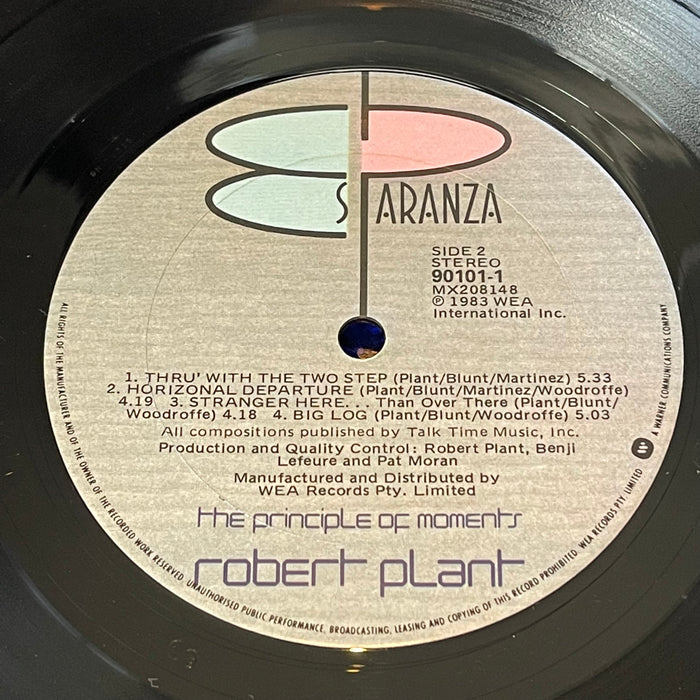 ES PARANZA
SIDE 2
STEREO
90101-1
MX208148
℗ 1983 WEA
International Inc.
1. THRU' WITH THE TWO STEP (Plant/Blunt/Martinez) 5.33
2. HORIZONAL DEPARTURE (Plant/Blunt/Martinez/Woodroffe)
4.19 3. STRANGER HERE. . . Than Over There (Plant/Blunt/
Woodroffe) 4.18 4. BIG LOG (Plant/Blunt/Woodroffe) 5.03
All compositions published by Talk Time Music, Inc.
Production and Quality Control: Robert Plant, Benji
Lefeure and Pat Moran
Manufactured and Distributed by
WEA Records Pty. Limited
the principle of moments
robert plant
ALL RIGHTS OF THE MANUFACTURER AND OF THE OWNER OF THE RECORDED WORK RESERVED. UNAUTHORISED PUBLIC PERFORMANCE, BROADCASTING, LEASING AND COPYING OF THIS RECORD PROHIBITED. WEA RECORDS PTY. LIMITED
A WARNER COMMUNICATIONS COMPANY